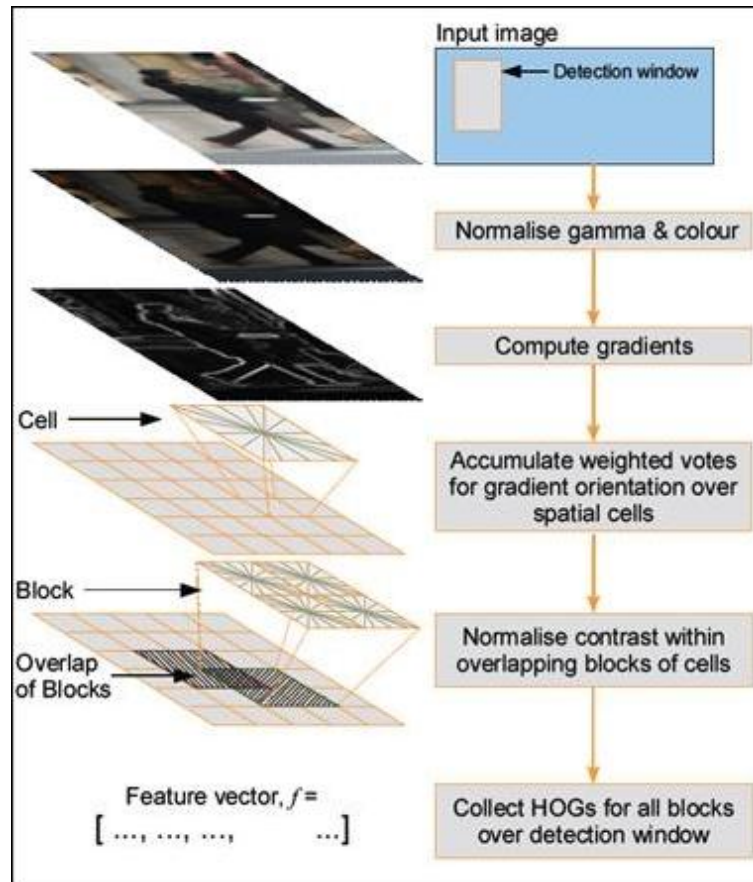 Input image
Detection window
Normalise gamma & colour
Compute gradients
Cell
Accumulate weighted votes
for gradient orientation over
spatial cells
Block
Normalise contrast within
overlapping blocks of cells
Overlap
of Blocks
Feature vector, f =
[ ..., ..., ..., ...]
Collect HOGs for all blocks
over detection window